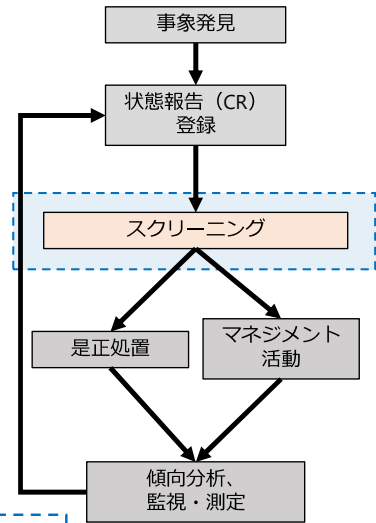 事象発見
状態報告（CR）
登録
スクリーニング
是正処置
マネジメント
活動
傾向分析、
監視・測定